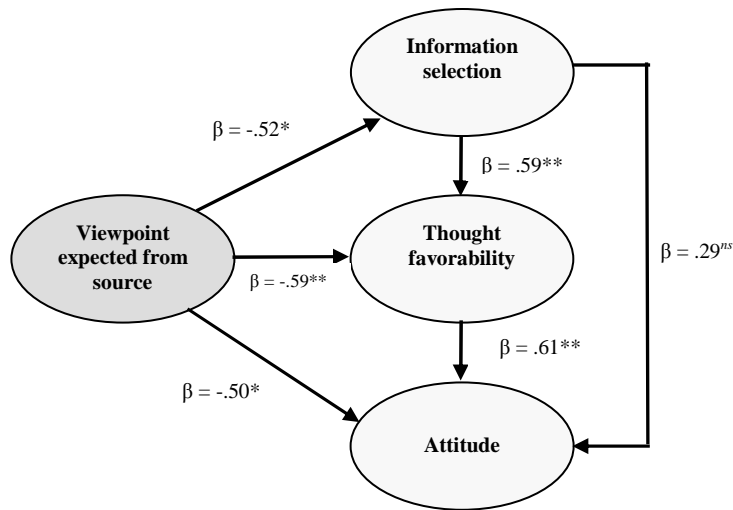 Information
selection
β = -.52*
β = .59**
Viewpoint
expected from
source
Thought
favorability
β = .29ns
β = -.59**
β = .61**
β = -.50*
Attitude